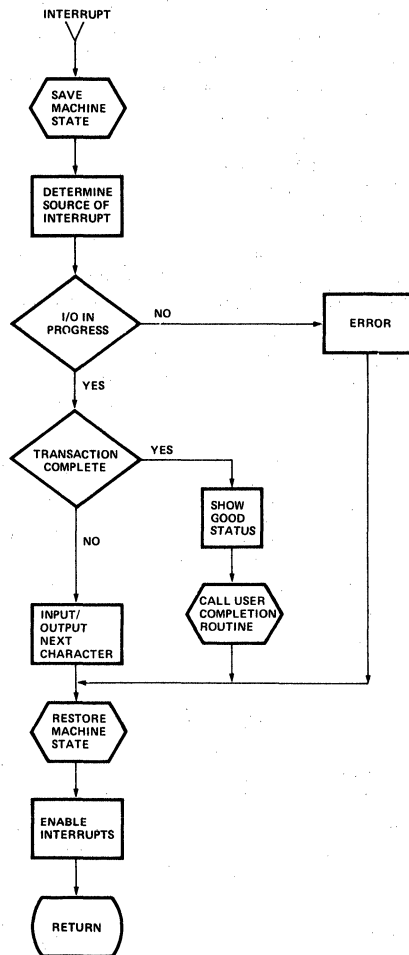 INTERRUPT
SAVE
MACHINE
STATE
DETERMINE
SOURCE OF
INTERRUPT
I/O IN
PROGRESS
NO
ERROR
YES
TRANSACTION
COMPLETE
YES
SHOW
GOOD
STATUS
NO
CALL USER
COMPLETION
ROUTINE
INPUT/
OUTPUT
NEXT
CHARACTER
RESTORE
MACHINE
STATE
ENABLE
INTERRUPTS
RETURN